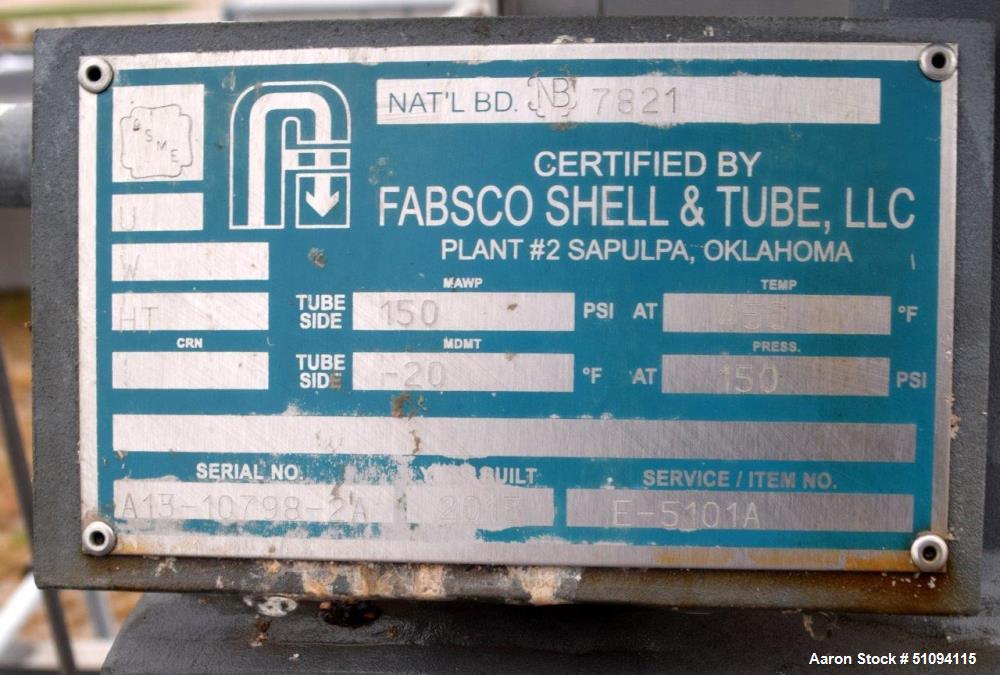 NAT'L BD. NB 7821
ASME
CERTIFIED BY
U
FABSCO SHELL & TUBE, LLC
PLANT #2 SAPULPA, OKLAHOMA
W
MAWP TEMP
HT TUBE SIDE 150 PSI AT °F
CRN MDMT PRESS.
TUBE SIDE -20 °F AT 150 PSI
SERIAL NO. SERVICE / ITEM NO.
A13-10798-2A 2013 E-5101A
Aaron Stock # 51094115